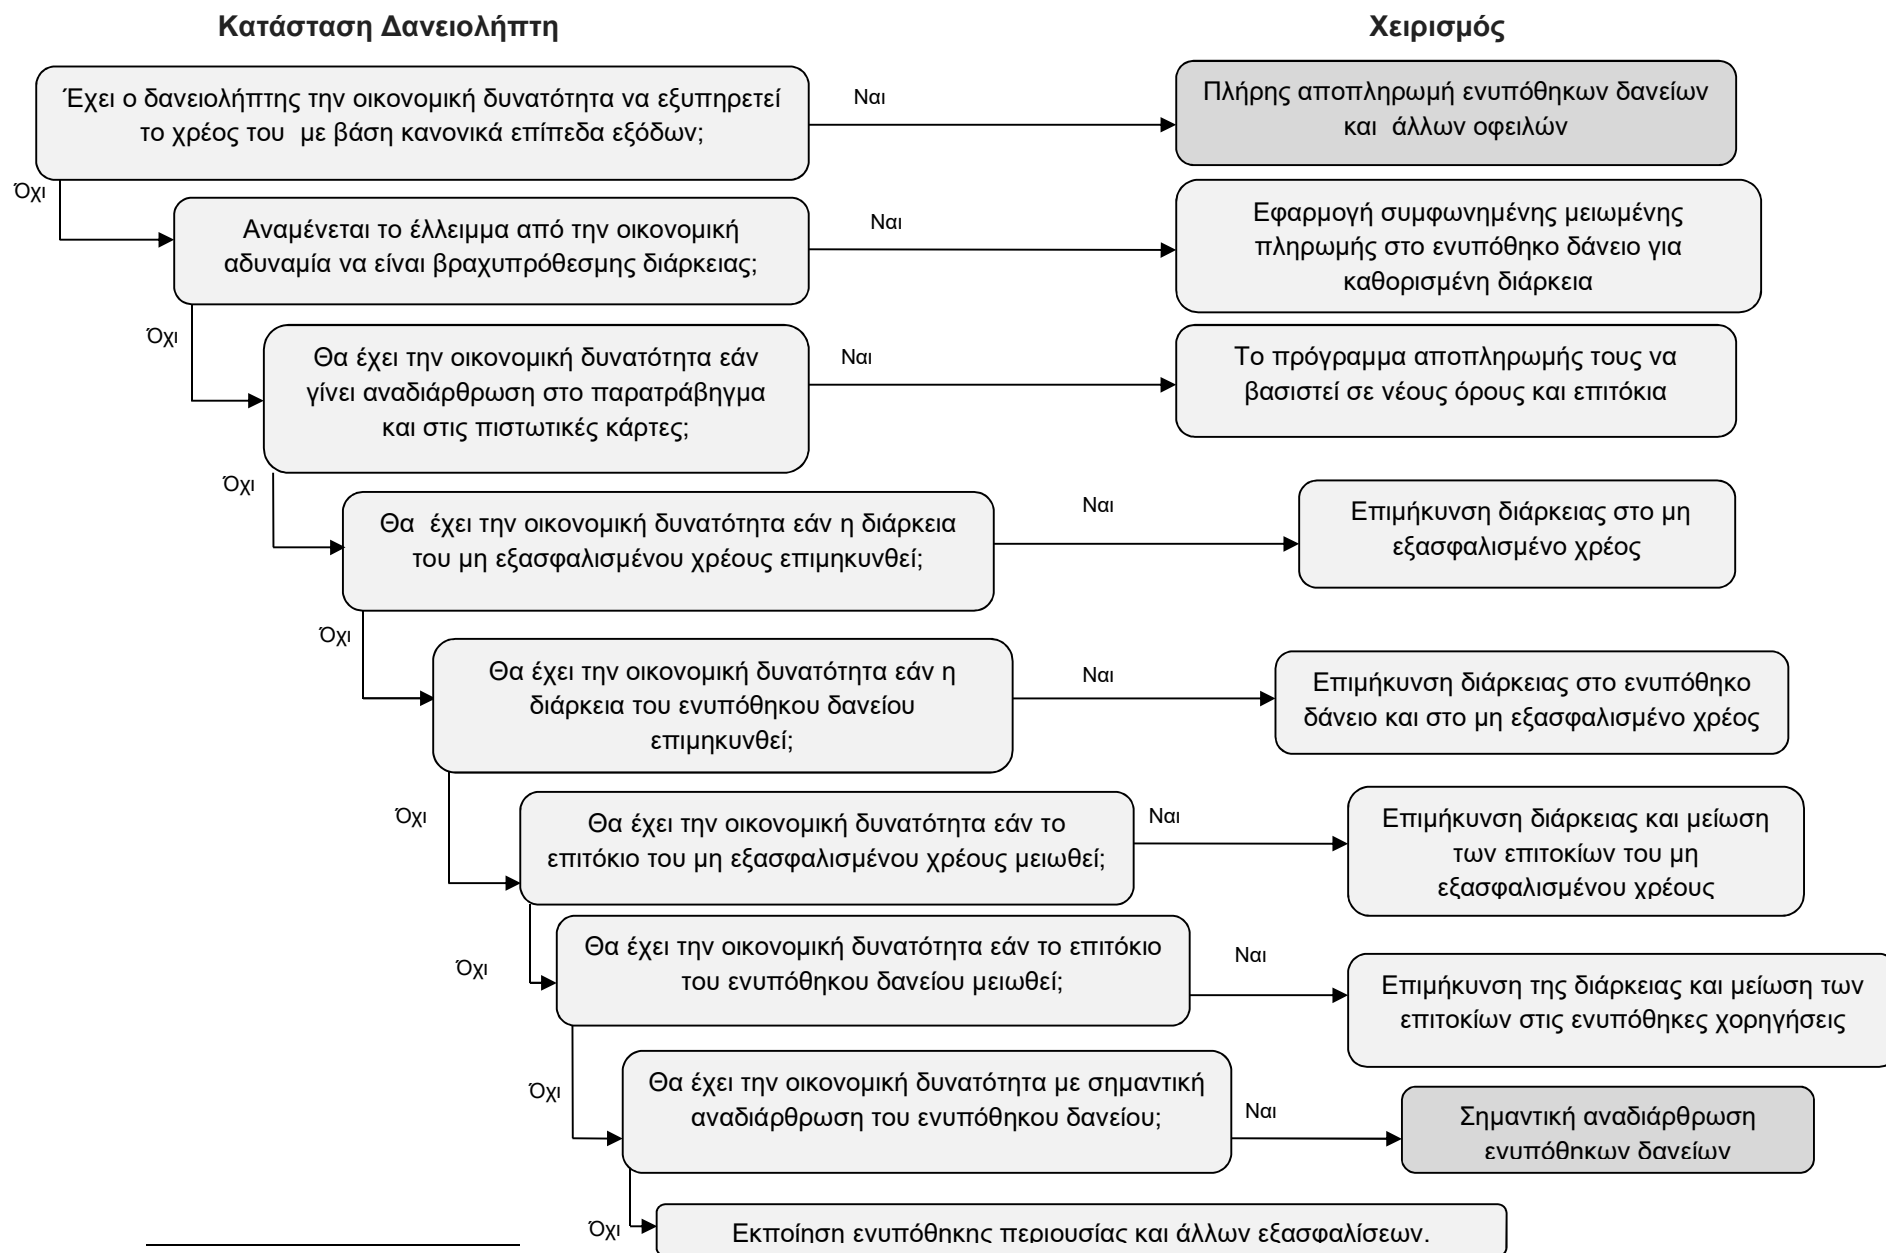 Κατάσταση Δανειολήπτη
Χειρισμός
Έχει ο δανειολήπτης την οικονομική δυνατότητα να εξυπηρετεί
το χρέος του με βάση κανονικά επίπεδα εξόδων;
Ναι
Πλήρης αποπληρωμή ενυπόθηκων δανείων
και άλλων οφειλών
Όχι
Αναμένεται το έλλειμμα από την οικονομική
αδυναμία να είναι βραχυπρόθεσμης διάρκειας;
Ναι
Εφαρμογή συμφωνημένης μειωμένης
πληρωμής στο ενυπόθηκο δάνειο για
καθορισμένη διάρκεια
Όχι
Θα έχει την οικονομική δυνατότητα εάν
γίνει αναδιάρθρωση στο παρατράβηγμα
και στις πιστωτικές κάρτες;
Ναι
Το πρόγραμμα αποπληρωμής τους να
βασιστεί σε νέους όρους και επιτόκια
Όχι
Θα έχει την οικονομική δυνατότητα εάν η διάρκεια
του μη εξασφαλισμένου χρέους επιμηκυνθεί;
Ναι
Επιμήκυνση διάρκειας στο μη
εξασφαλισμένο χρέος
Όχι
Θα έχει την οικονομική δυνατότητα εάν η
διάρκεια του ενυπόθηκου δανείου
επιμηκυνθεί;
Ναι
Επιμήκυνση διάρκειας στο ενυπόθηκο
δάνειο και στο μη εξασφαλισμένο χρέος
Όχι
Θα έχει την οικονομική δυνατότητα εάν το
επιτόκιο του μη εξασφαλισμένου χρέους μειωθεί;
Ναι
Επιμήκυνση διάρκειας και μείωση
των επιτοκίων του μη
εξασφαλισμένου χρέους
Όχι
Θα έχει την οικονομική δυνατότητα εάν το επιτόκιο
του ενυπόθηκου δανείου μειωθεί;
Ναι
Επιμήκυνση της διάρκειας και μείωση των
επιτοκίων στις ενυπόθηκες χορηγήσεις
Όχι
Θα έχει την οικονομική δυνατότητα με σημαντική
αναδιάρθρωση του ενυπόθηκου δανείου;
Ναι
Σημαντική αναδιάρθρωση
ενυπόθηκων δανείων
Όχι
Εκποίηση ενυπόθηκης περιουσίας και άλλων εξασφαλίσεων.